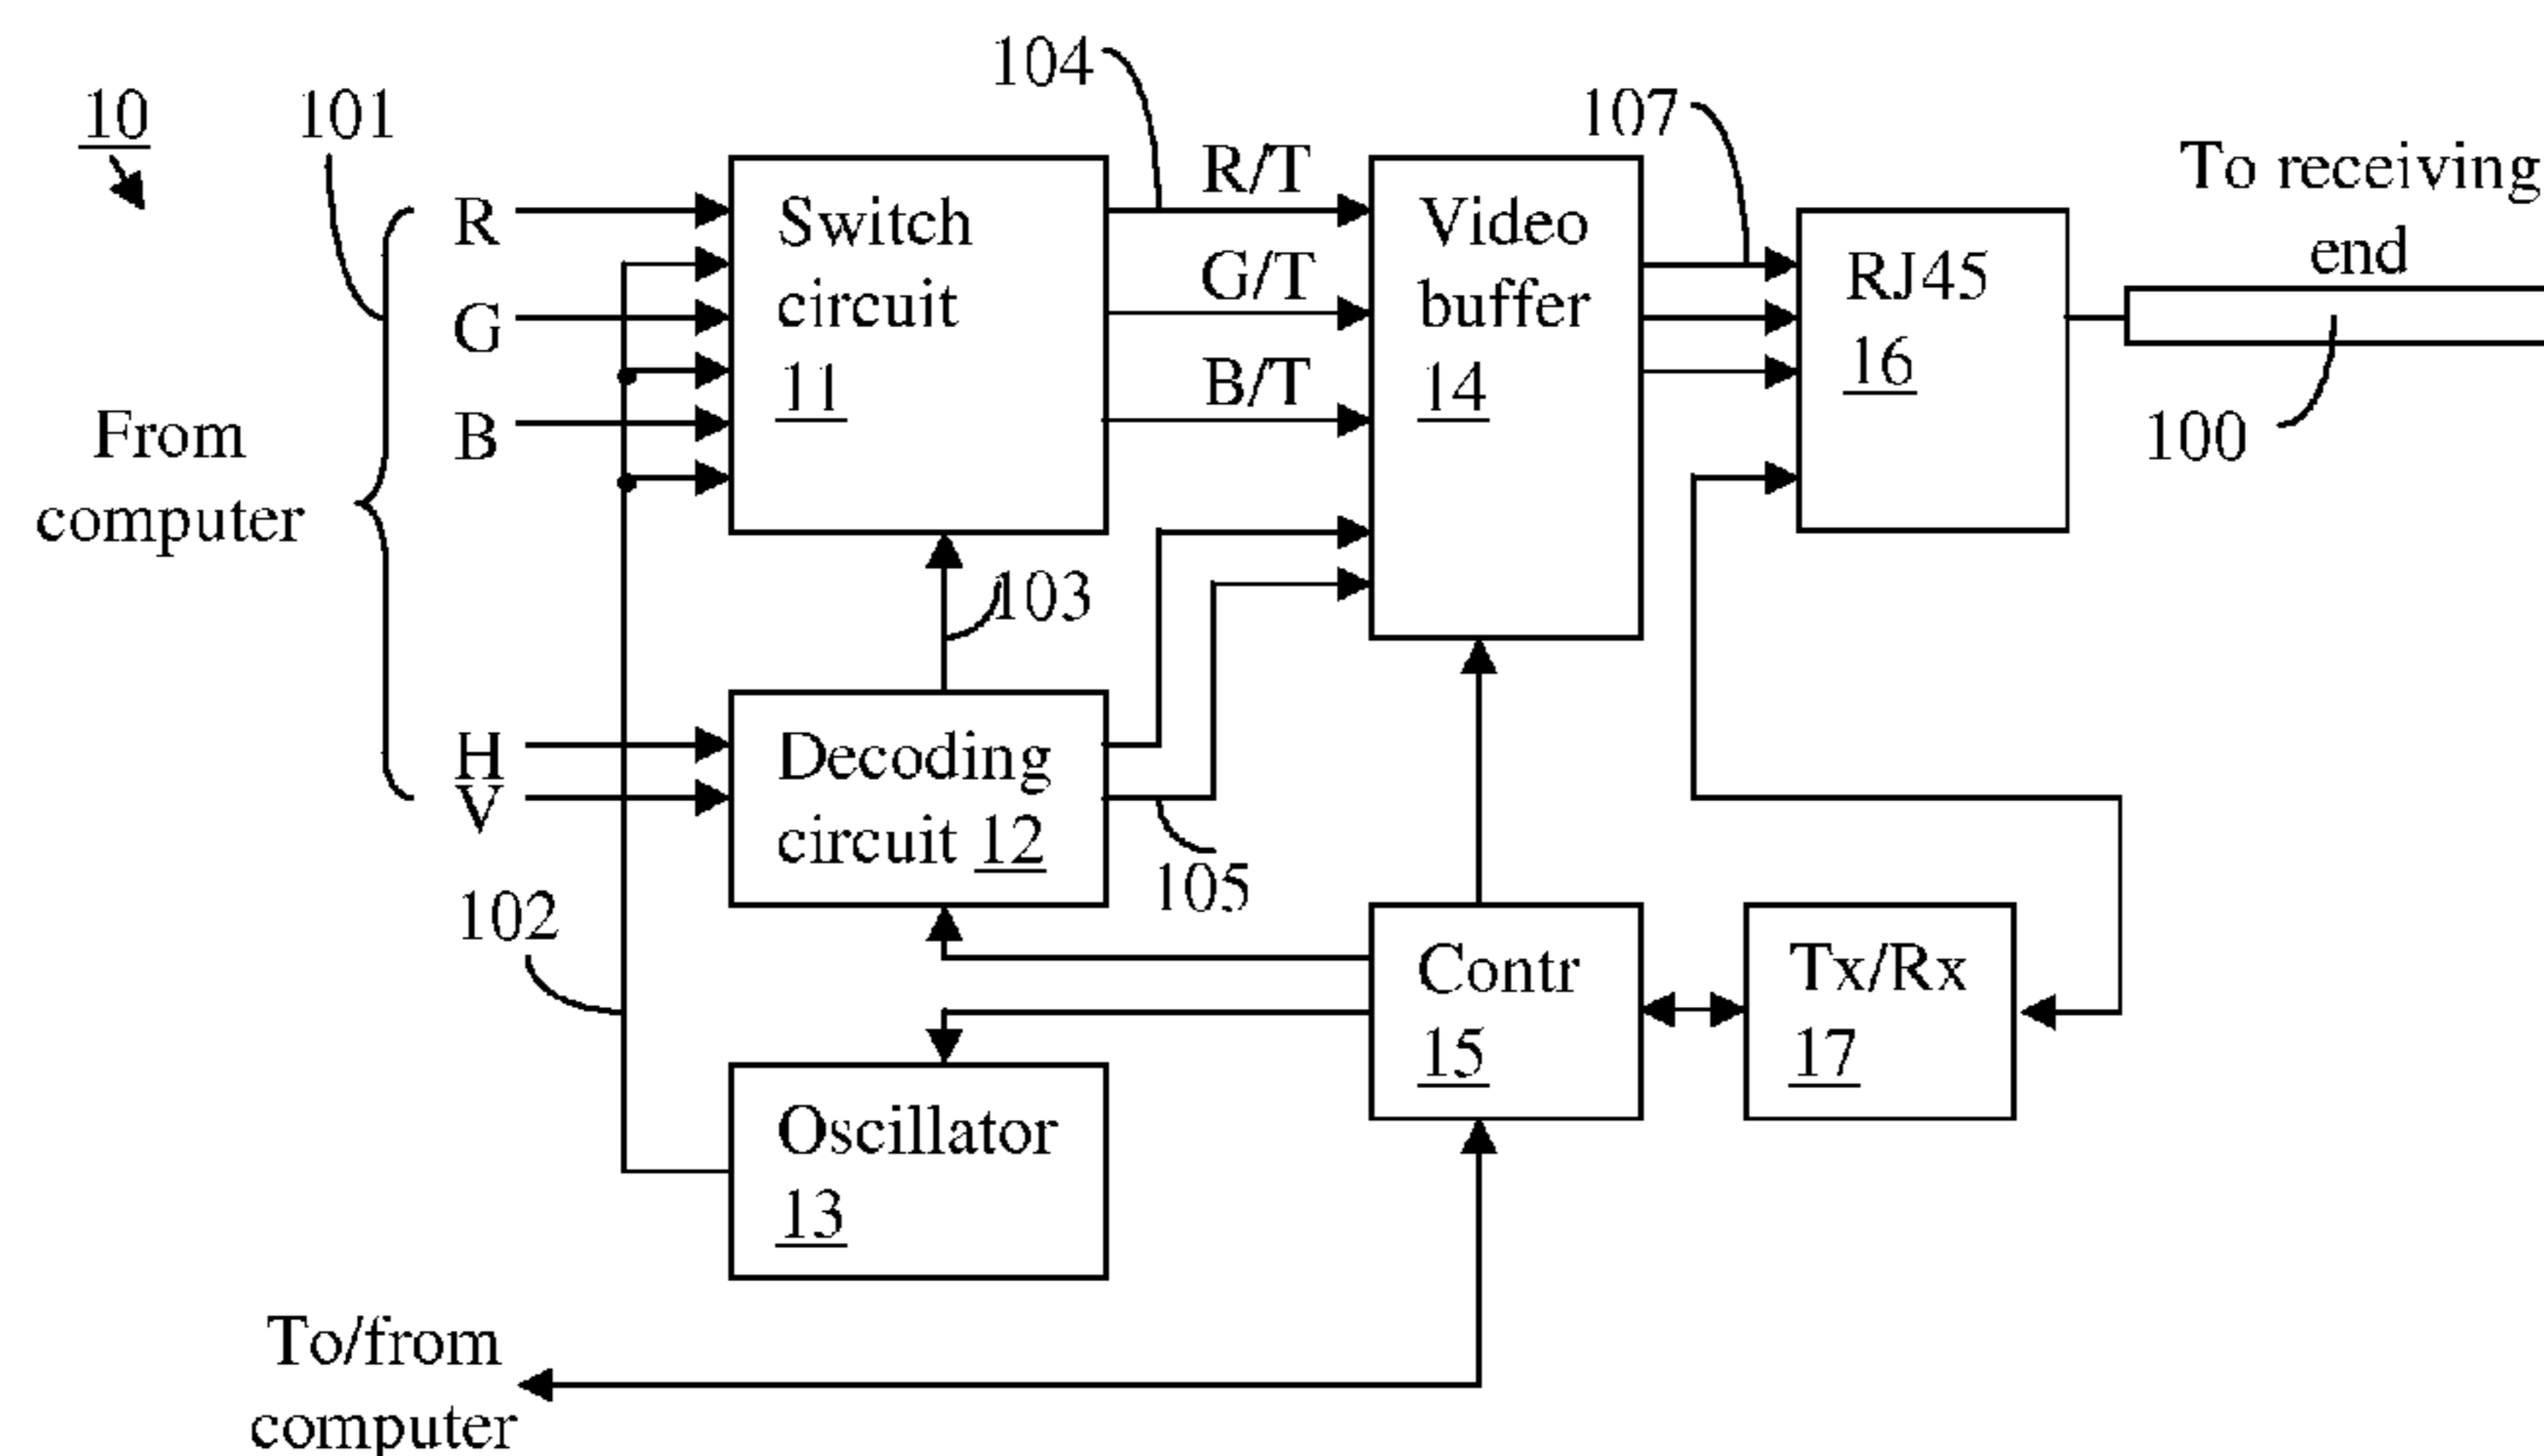 10
101
104
107
To receiving
end
R
G
B
From
computer
H
V
Switch
circuit
11
R/T
G/T
B/T
Video
buffer
14
RJ45
16
100
103
Decoding
circuit 12
105
102
Contr
15
Tx/Rx
17
Oscillator
13
To/from
computer